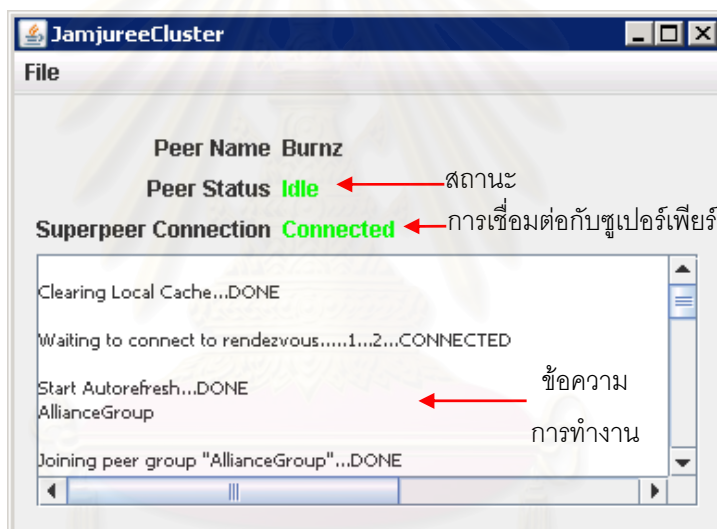 JamjureeCluster
File
Peer Name Burnz
Peer Status Idle
สถานะ
Superpeer Connection Connected
การเชื่อมต่อกับซูเปอร์เพียร์
Clearing Local Cache...DONE
Waiting to connect to rendezvous.....1...2...CONNECTED
Start Autorefresh...DONE
AllianceGroup
Joining peer group "AllianceGroup"...DONE
ข้อความ
การทำงาน